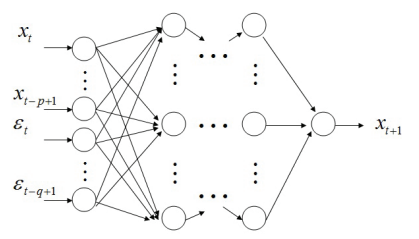 x_t
x_{t-p+1}
ε_t
x_{t+1}
ε_{t-q+1}